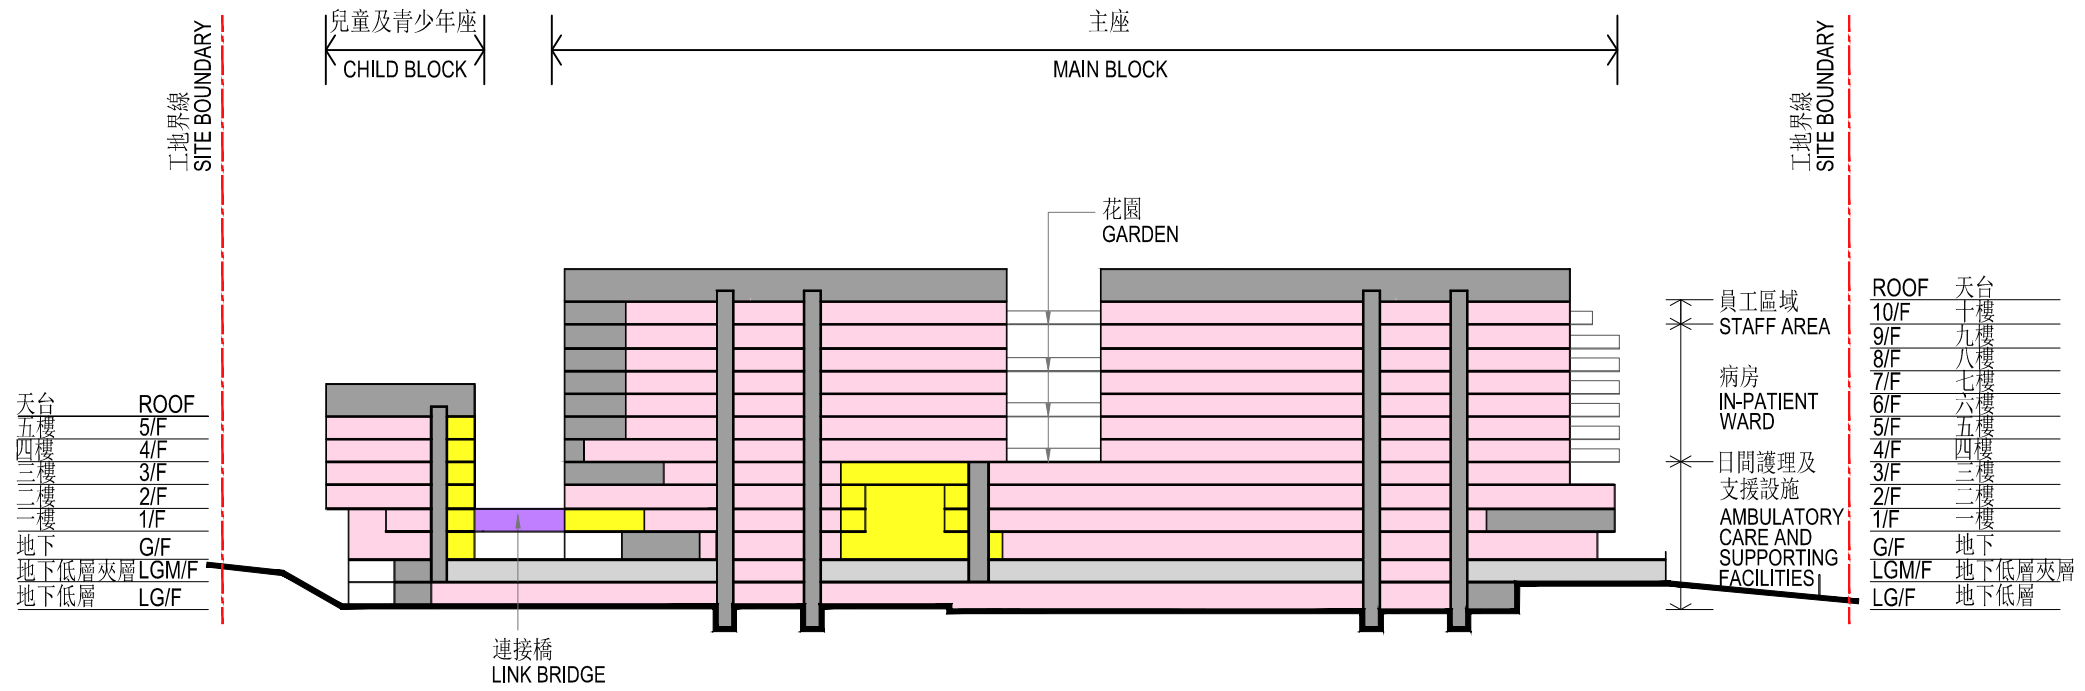 兒童及青少年座
CHILD BLOCK
主座
MAIN BLOCK
工地界線
SITE BOUNDARY
工地界線
SITE BOUNDARY
花園
GARDEN
天台 ROOF
五樓 5/F
四樓 4/F
三樓 3/F
二樓 2/F
一樓 1/F
地下 G/F
地下低層夾層 LGM/F
地下低層 LG/F
連接橋
LINK BRIDGE
員工區域
STAFF AREA
病房
IN-PATIENT
WARD
日間護理及
支援設施
AMBULATORY
CARE AND
SUPPORTING
FACILITIES
ROOF 天台
10/F 十樓
9/F 九樓
8/F 八樓
7/F 七樓
6/F 六樓
5/F 五樓
4/F 四樓
3/F 三樓
2/F 二樓
1/F 一樓
G/F 地下
LGM/F 地下低層夾層
LG/F 地下低層